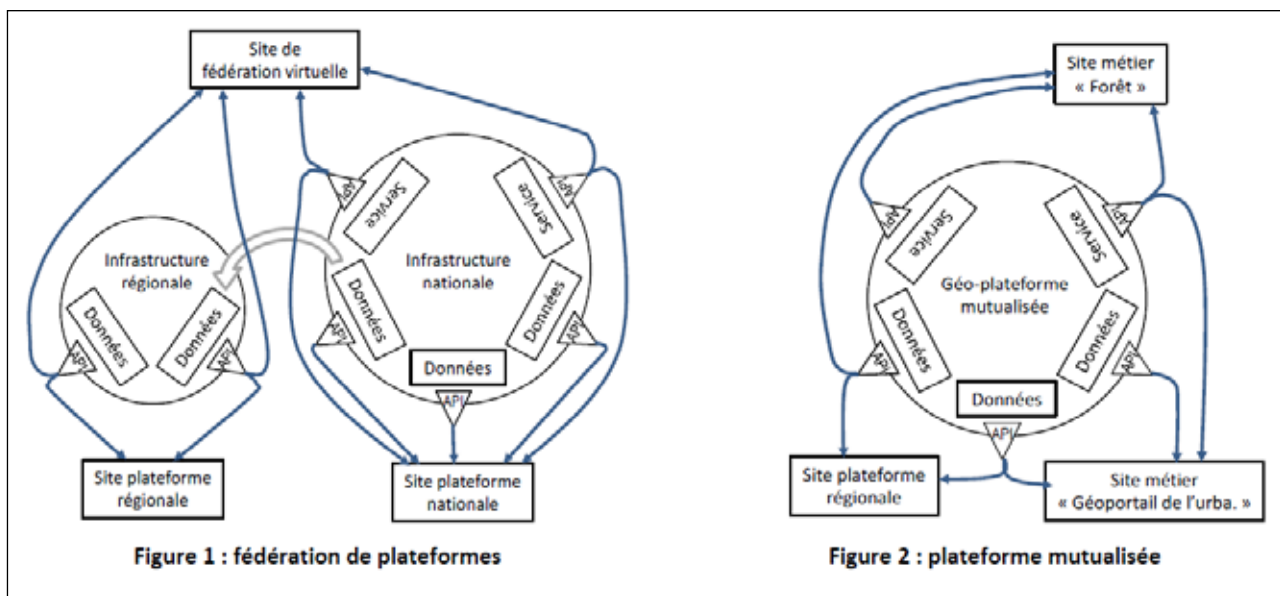 Site de
fédération virtuelle
API
Service
Service
API
Infrastructure
régionale
Données
Données
API
API
Infrastructure
nationale
Données
API
Données
API
Données
API
Site plateforme
régionale
Site plateforme
nationale
Figure 1 : fédération de plateformes
Site métier
« Forêt »
API
Service
Service
API
Géo-plateforme
mutualisée
Données
API
Données
API
Données
API
Site plateforme
régionale
Site métier
« Géoportail de l'urba. »
Figure 2 : plateforme mutualisée